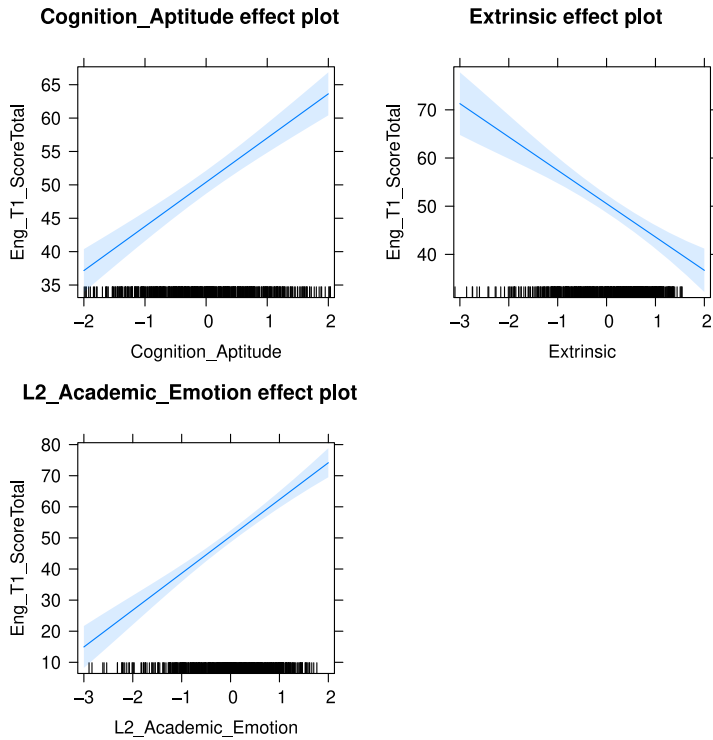 Cognition_Aptitude effect plot
Eng_T1_ScoreTotal
65
60
55
50
45
40
35
−2 −1 0 1 2
Cognition_Aptitude
Extrinsic effect plot
Eng_T1_ScoreTotal
70
60
50
40
−3 −2 −1 0 1 2
Extrinsic
L2_Academic_Emotion effect plot
Eng_T1_ScoreTotal
80
70
60
50
40
30
20
10
−3 −2 −1 0 1 2
L2_Academic_Emotion